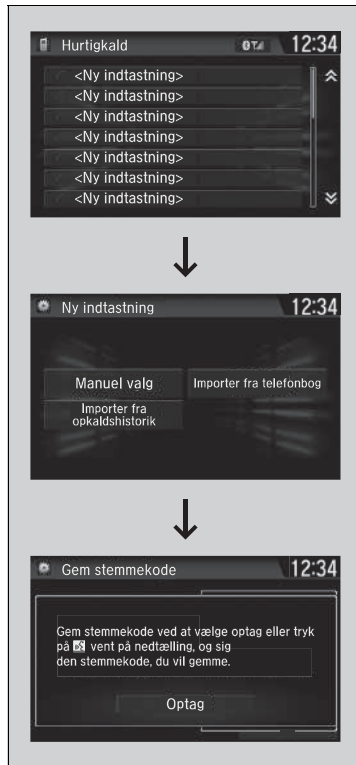 Hurtigkald
12:34
<Ny indtastning>
<Ny indtastning>
<Ny indtastning>
<Ny indtastning>
<Ny indtastning>
<Ny indtastning>
<Ny indtastning>
Ny indtastning
12:34
Manuel valg
Importer fra telefonbog
Importer fra
opkaldshistorik
Gem stemmekode
12:34
Gem stemmekode ved at vælge optag eller tryk
på vent på nedtælling, og sig
den stemmekode, du vil gemme.
Optag